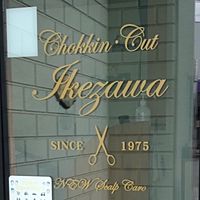 Chokkin' Cut
Ikezawa
SINCE 1975
NEW Scalp Care